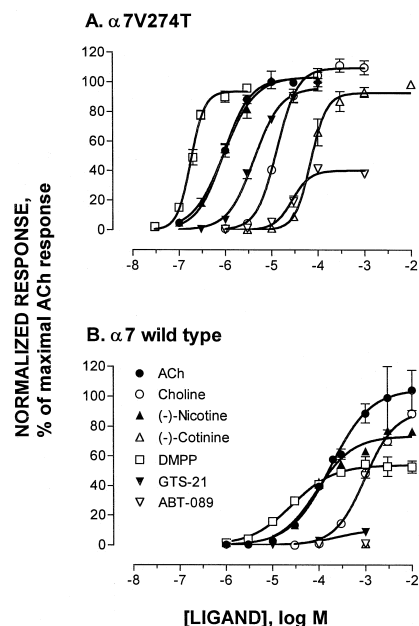 A. α7V274T
120
100
80
60
40
20
0
-8 -7 -6 -5 -4 -3 -2
NORMALIZED RESPONSE,
% of maximal ACh response
B. α7 wild type
120
100
80
60
40
20
0
ACh
Choline
(-)-Nicotine
(-)-Cotinine
DMPP
GTS-21
ABT-089
-8 -7 -6 -5 -4 -3 -2
[LIGAND], log M